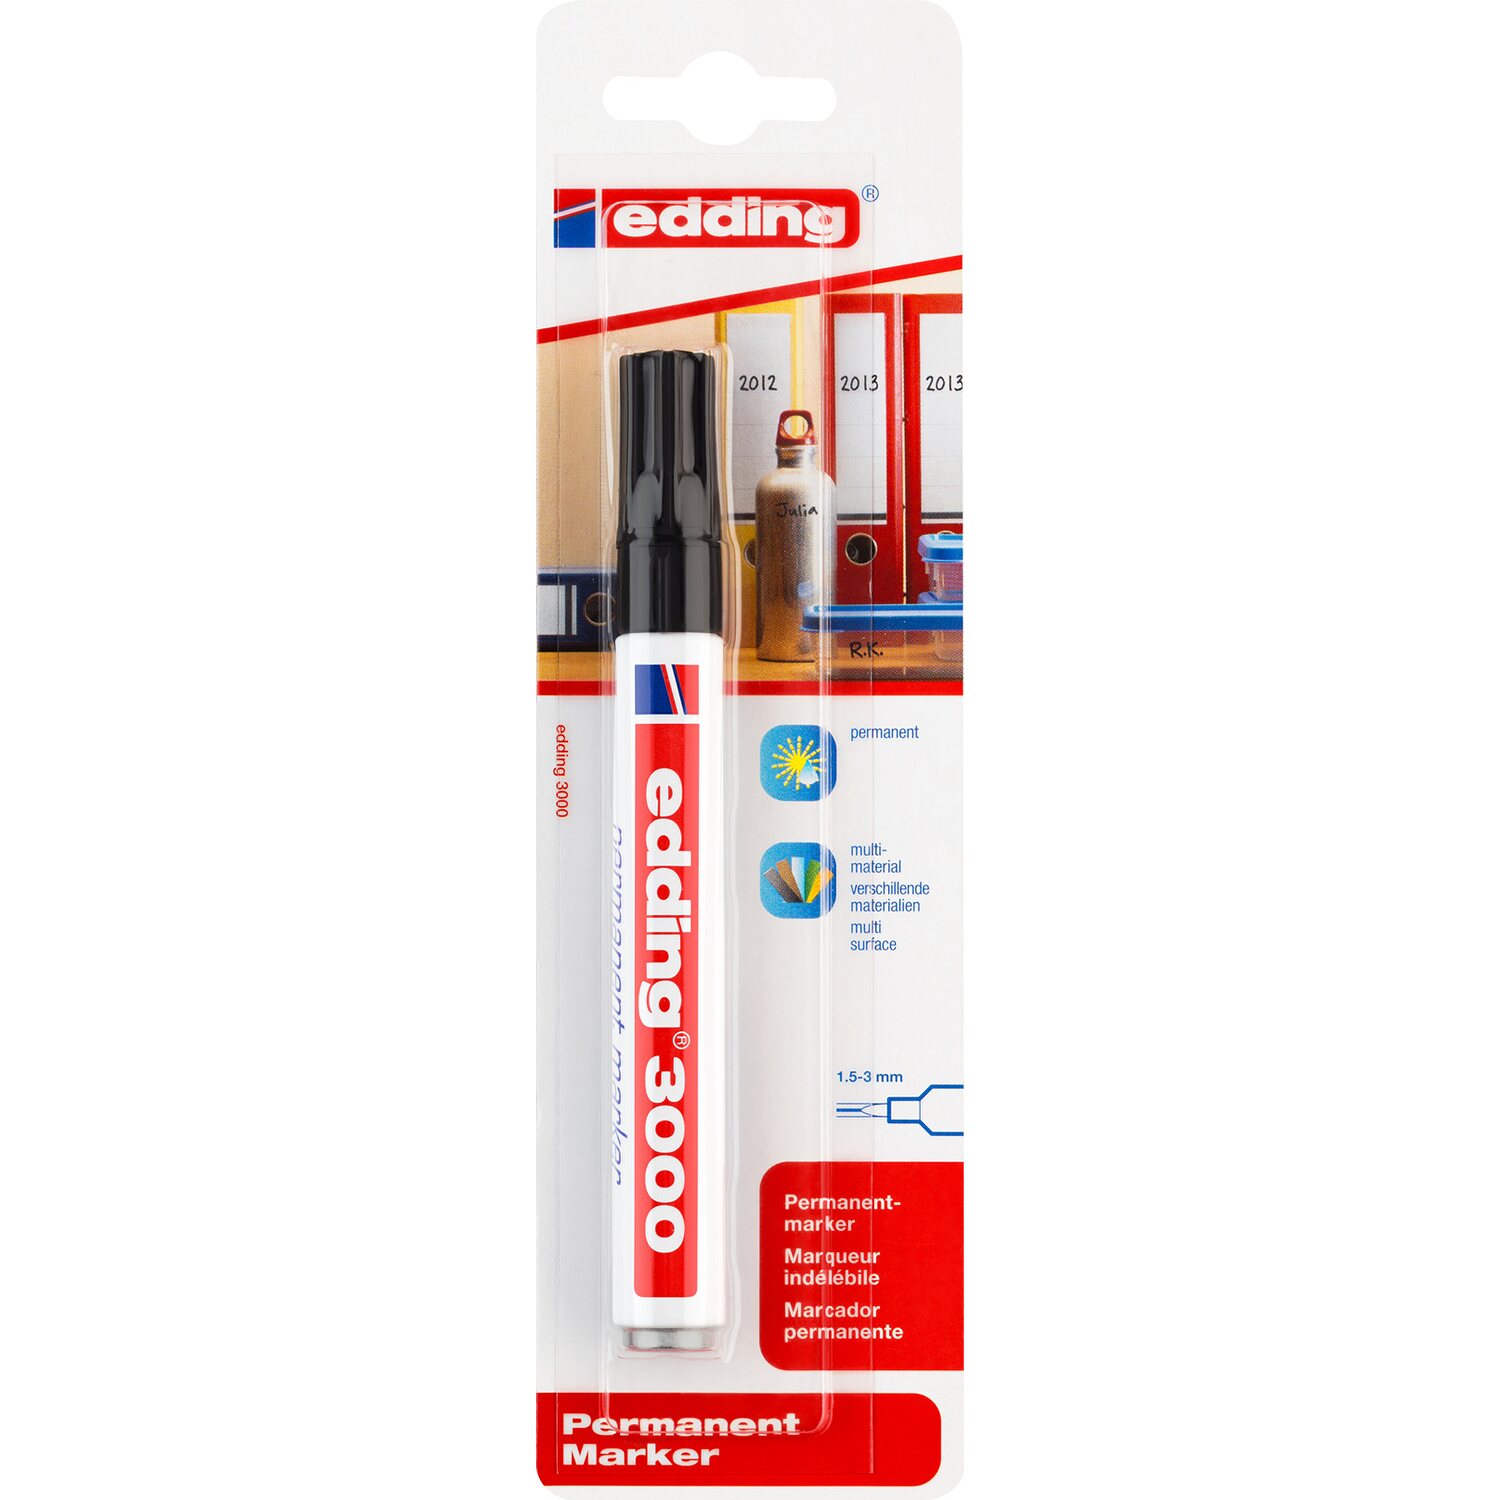 edding®
2012
2013
2013
Julia
R.K.
edding 3000
permanent marker
edding® 3000
permanent
multi-
material
verschillende
materialien
multi
surface
1.5-3 mm
Permanent-
marker
Marqueur
indélébile
Marcador
permanente
Permanent
Marker